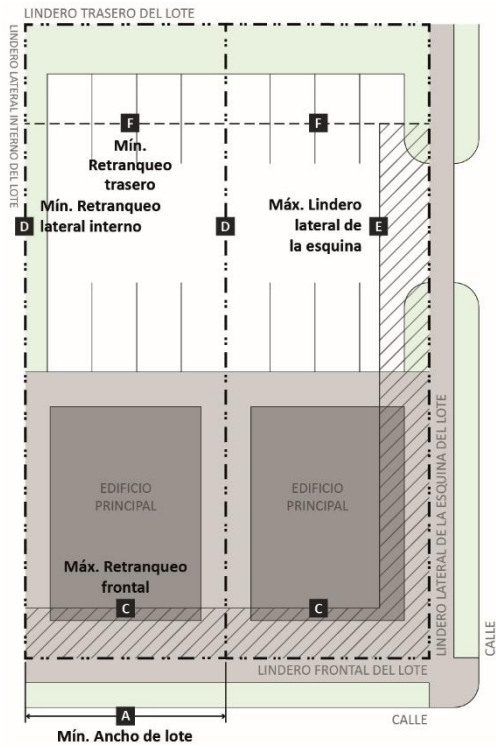 LINDERO TRASERO DEL LOTE
LINDERO LATERAL INTERNO DEL LOTE
F
F
Mín.
Retranqueo
trasero
Mín. Retranqueo
lateral interno
Máx. Lindero
lateral de
la esquina
D
D
E
EDIFICIO
PRINCIPAL
EDIFICIO
PRINCIPAL
Máx. Retranqueo
frontal
C
C
LINDERO LATERAL DE LA ESQUINA DEL LOTE
CALLE
LINDERO FRONTAL DEL LOTE
A
CALLE
Mín. Ancho de lote